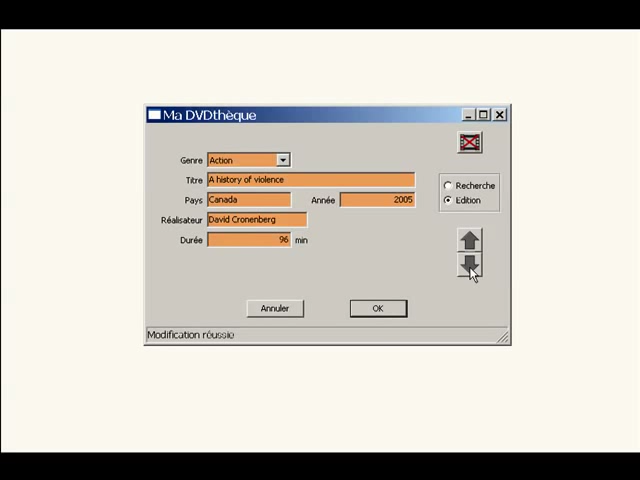 Ma DVDthèque
Genre Action
Titre A history of violence
Recherche
Pays Canada Année 2005
Edition
Réalisateur David Cronenberg
Durée 96 min
Annuler OK
Modification réussie